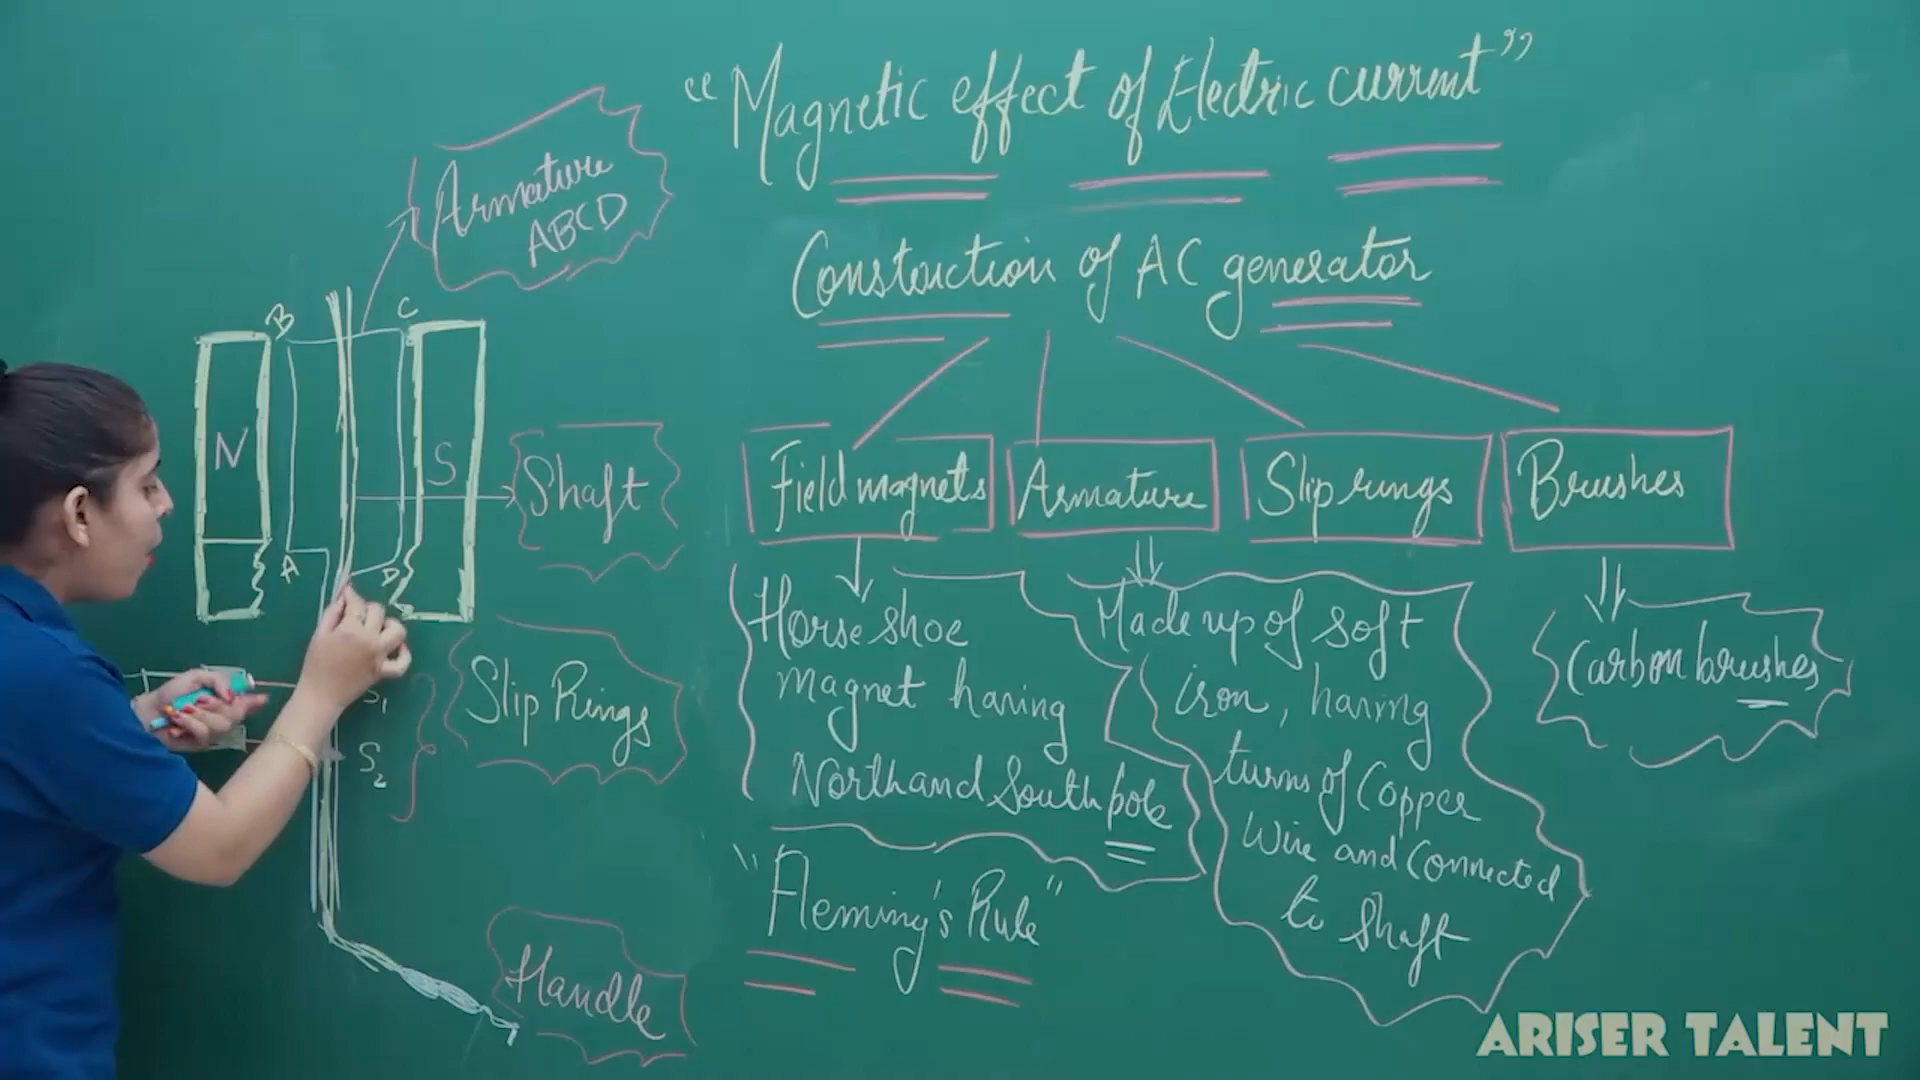 "Magnetic effect of Electric current"
Construction of AC generator
Field magnets
Armature
Slip rings
Brushes
Horse shoe
magnet having
North and South pole
Made up of soft
iron, having
turns of Copper
Wire and Connected
to Shaft
Carbon brushes
"Fleming's Rule"
Armature
ABCD
B
C
N
S
A
D
Shaft
Slip Rings
S1
S2
Handle
ARISER TALENT